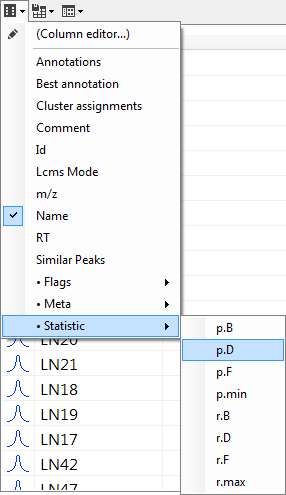 (Column editor...)
Annotations
Best annotation
Cluster assignments
Comment
Id
Lcms Mode
m/z
Name
RT
Similar Peaks
• Flags
• Meta
• Statistic
p.B
p.D
p.F
p.min
r.B
r.D
r.F
r.max
LN20
LN21
LN18
LN19
LN17
LN42
LN47